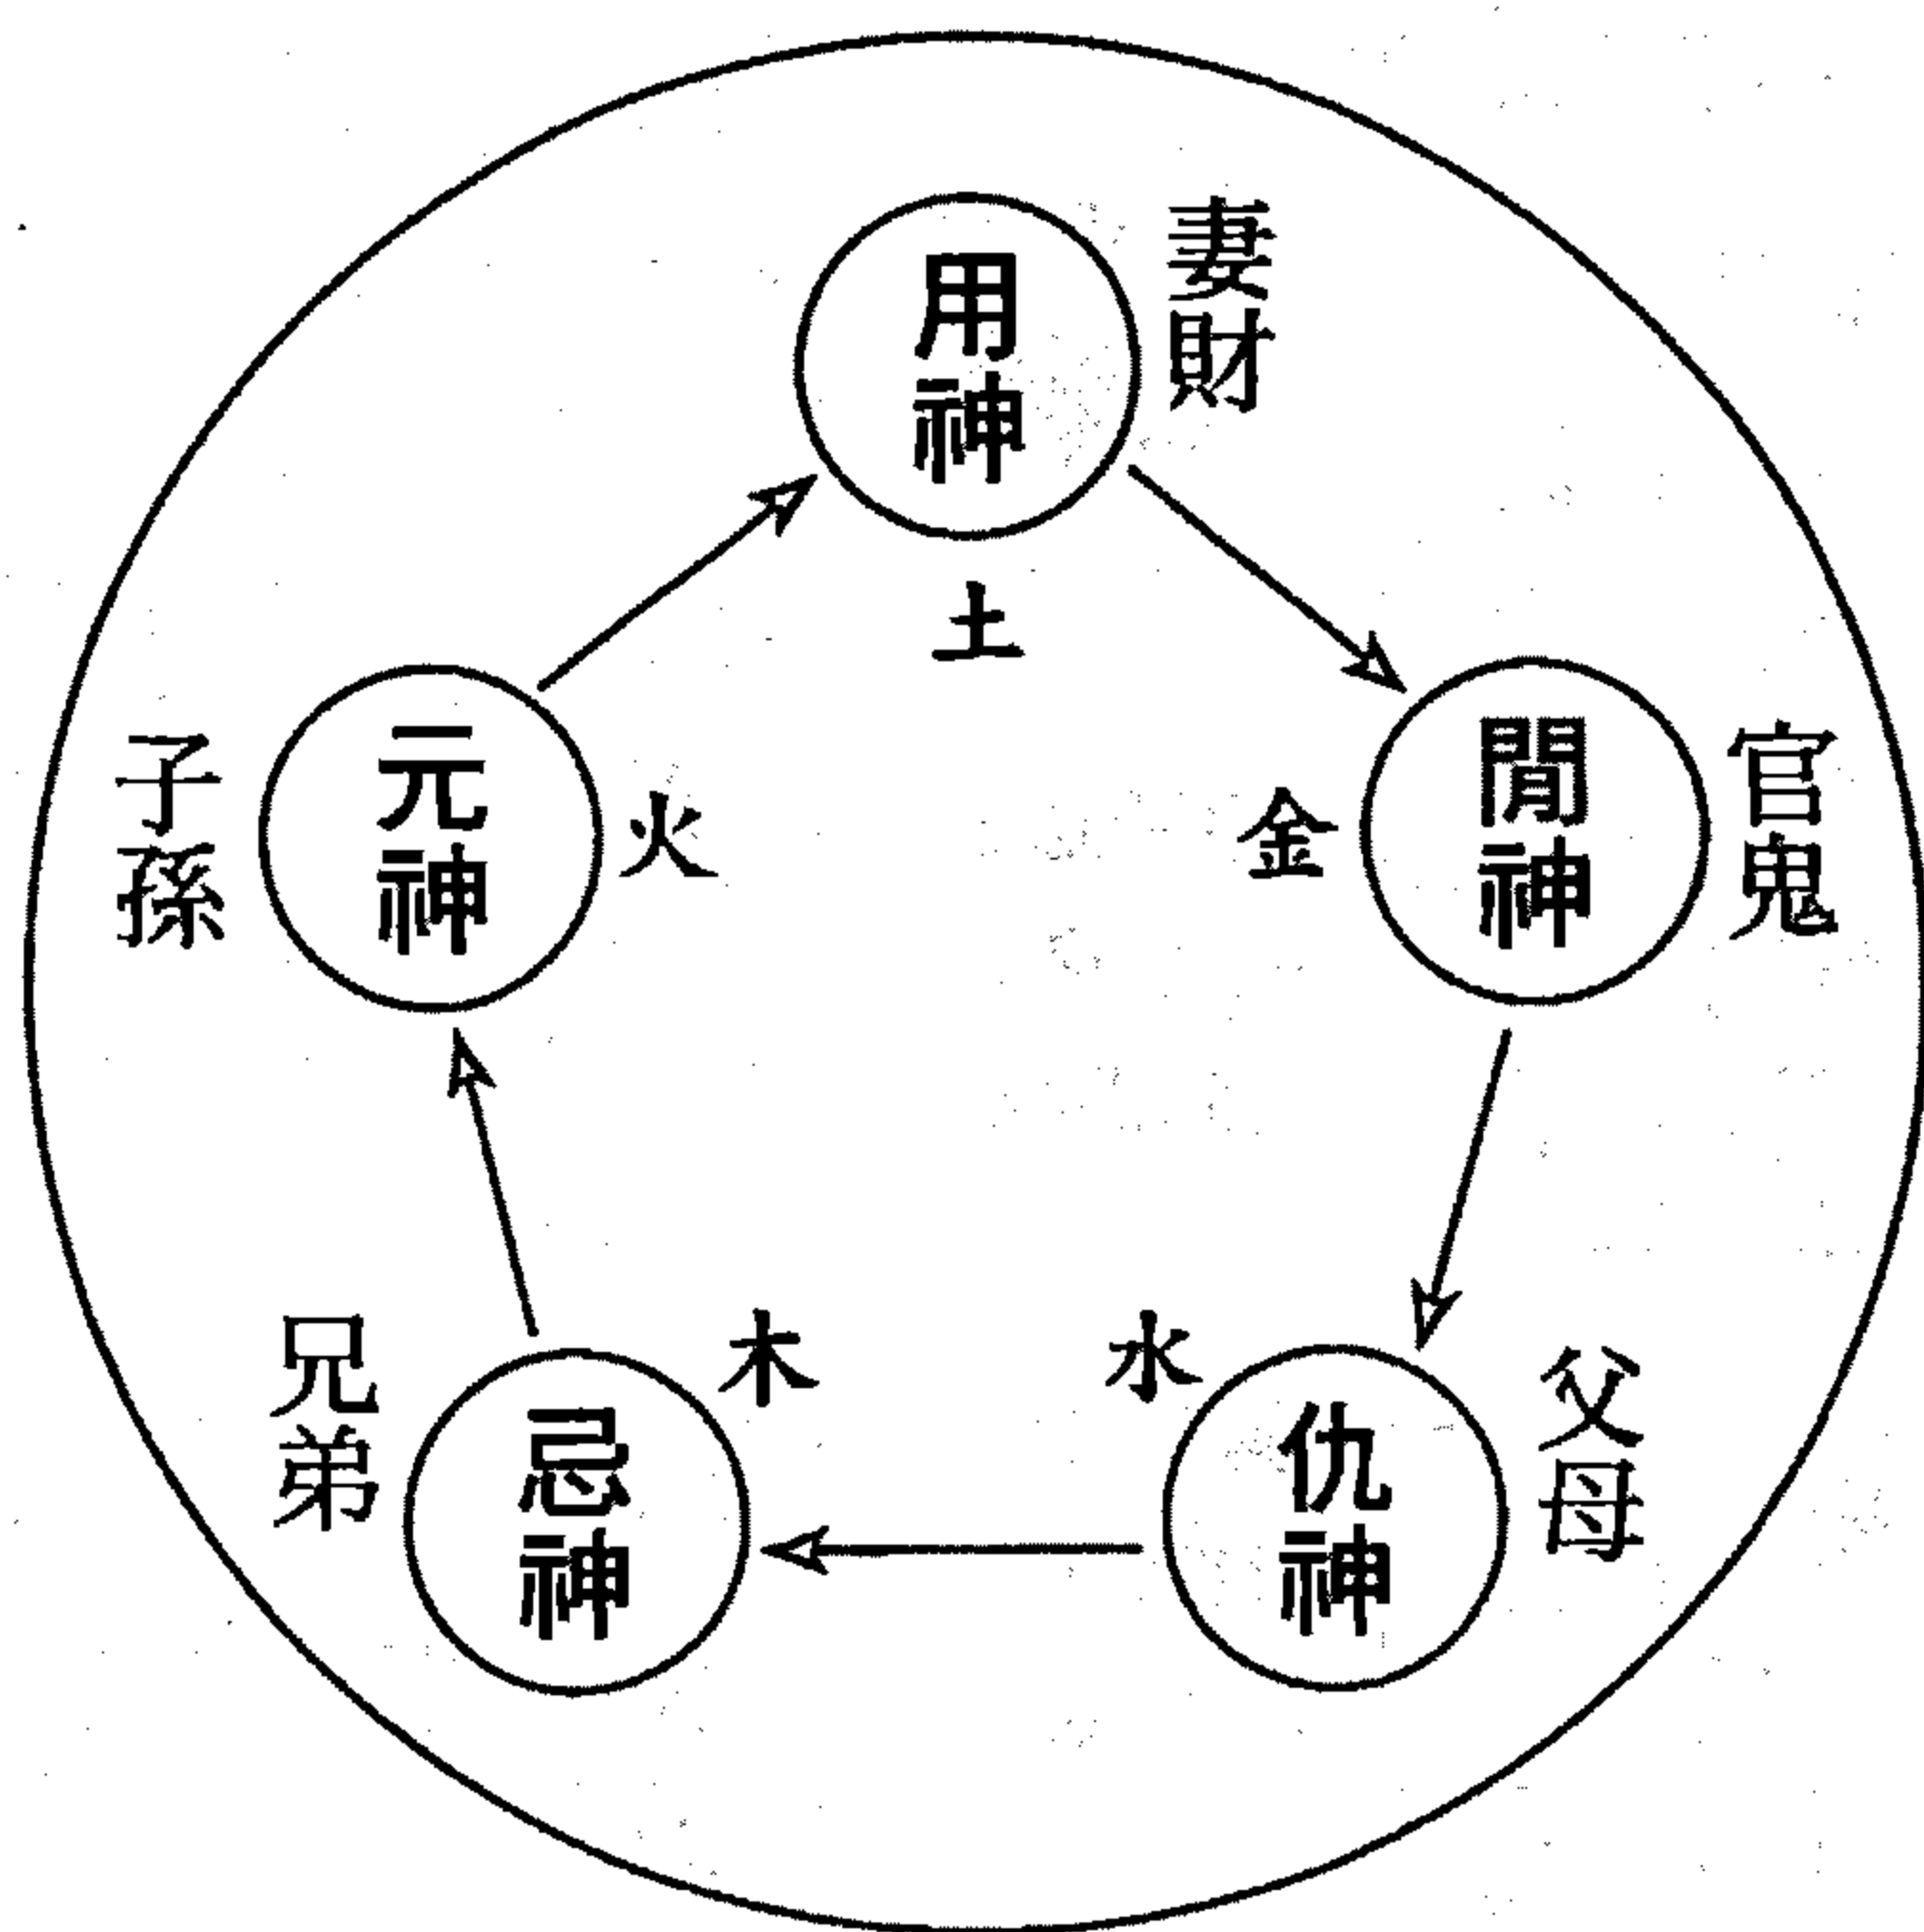 用神
妻財
土
閒神
官鬼
金
仇神
父母
水
忌神
兄弟
木
元神
子孫
火